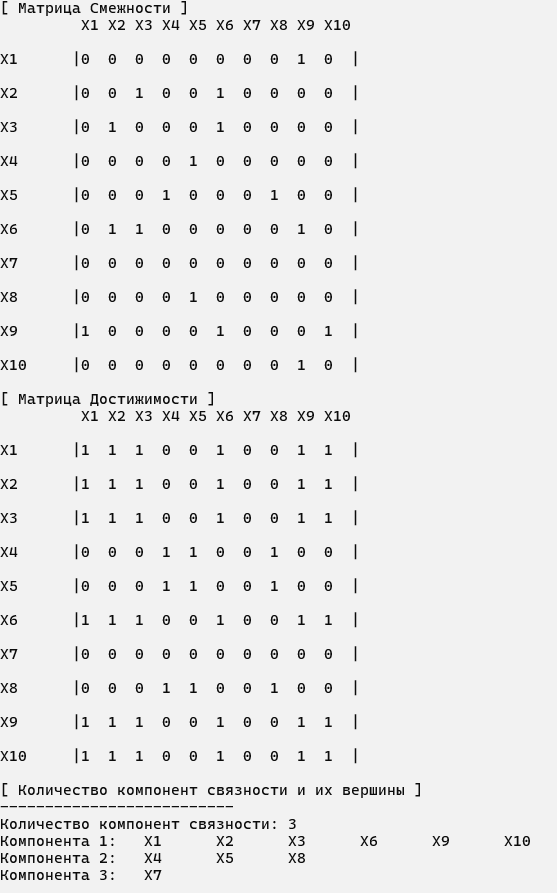 [ Матрица Смежности ]
X1 X2 X3 X4 X5 X6 X7 X8 X9 X10
X1 |0 0 0 0 0 0 0 0 1 0 |
X2 |0 0 1 0 0 1 0 0 0 0 |
X3 |0 1 0 0 0 1 0 0 0 0 |
X4 |0 0 0 0 1 0 0 0 0 0 |
X5 |0 0 0 1 0 0 0 1 0 0 |
X6 |0 1 1 0 0 0 0 0 1 0 |
X7 |0 0 0 0 0 0 0 0 0 0 |
X8 |0 0 0 0 1 0 0 0 0 0 |
X9 |1 0 0 0 0 1 0 0 0 1 |
X10 |0 0 0 0 0 0 0 0 1 0 |
[ Матрица Достижимости ]
X1 X2 X3 X4 X5 X6 X7 X8 X9 X10
X1 |1 1 1 0 0 1 0 0 1 1 |
X2 |1 1 1 0 0 1 0 0 1 1 |
X3 |1 1 1 0 0 1 0 0 1 1 |
X4 |0 0 0 1 1 0 0 1 0 0 |
X5 |0 0 0 1 1 0 0 1 0 0 |
X6 |1 1 1 0 0 1 0 0 1 1 |
X7 |0 0 0 0 0 0 0 0 0 0 |
X8 |0 0 0 1 1 0 0 1 0 0 |
X9 |1 1 1 0 0 1 0 0 1 1 |
X10 |1 1 1 0 0 1 0 0 1 1 |
[ Количество компонент связности и их вершины ]
--------------------------
Количество компонент связности: 3
Компонента 1: X1 X2 X3 X6 X9 X10
Компонента 2: X4 X5 X8
Компонента 3: X7